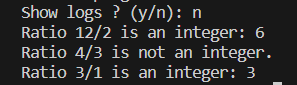 Show logs ? (y/n): n
Ratio 12/2 is an integer: 6
Ratio 4/3 is not an integer.
Ratio 3/1 is an integer: 3